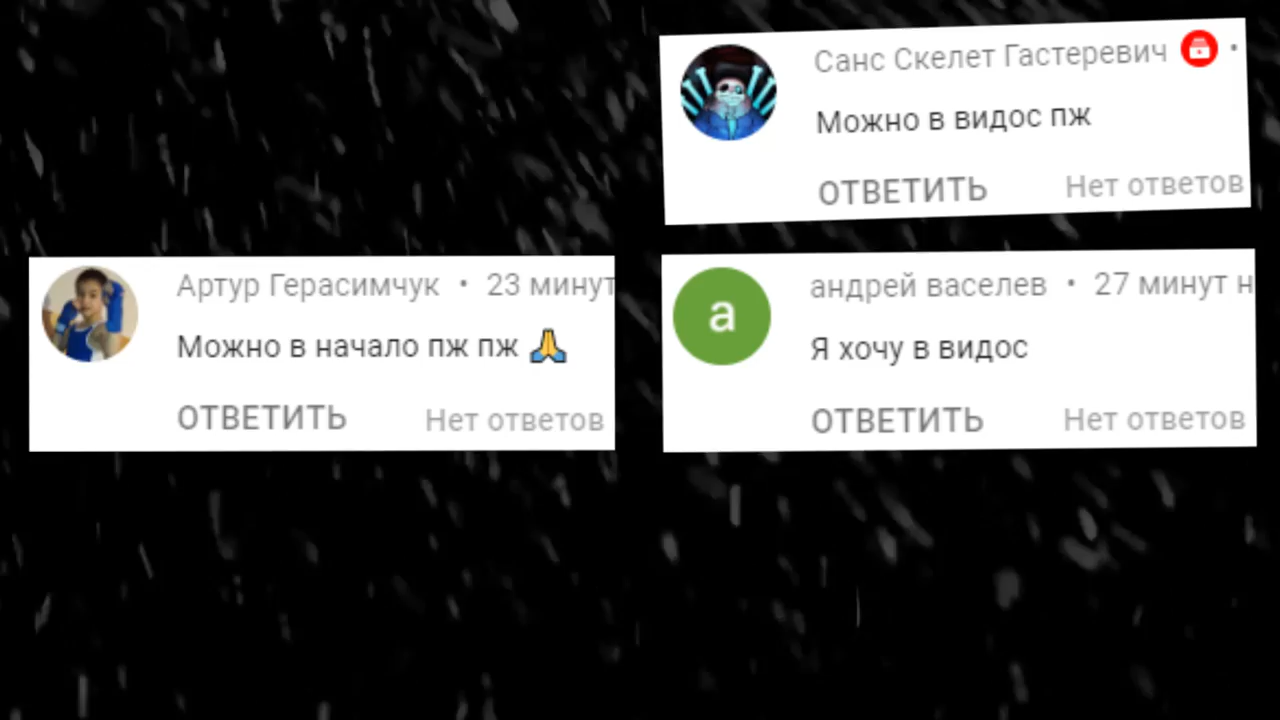 Санс Скелет Гастеревич •
Можно в видос пж
ОТВЕТИТЬ Нет ответов
Артур Герасимчук • 23 минут
Можно в начало пж пж 🙏
ОТВЕТИТЬ Нет ответов
а
андрей васелев • 27 минут н
Я хочу в видос
ОТВЕТИТЬ Нет ответов